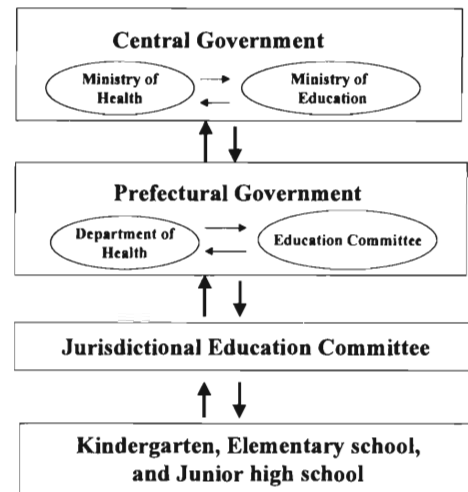 Central Government
Ministry of
Health
Ministry of
Education
Prefectural Government
Department of
Health
Education Committee
Jurisdictional Education Committee
Kindergarten, Elementary school,
and Junior high school